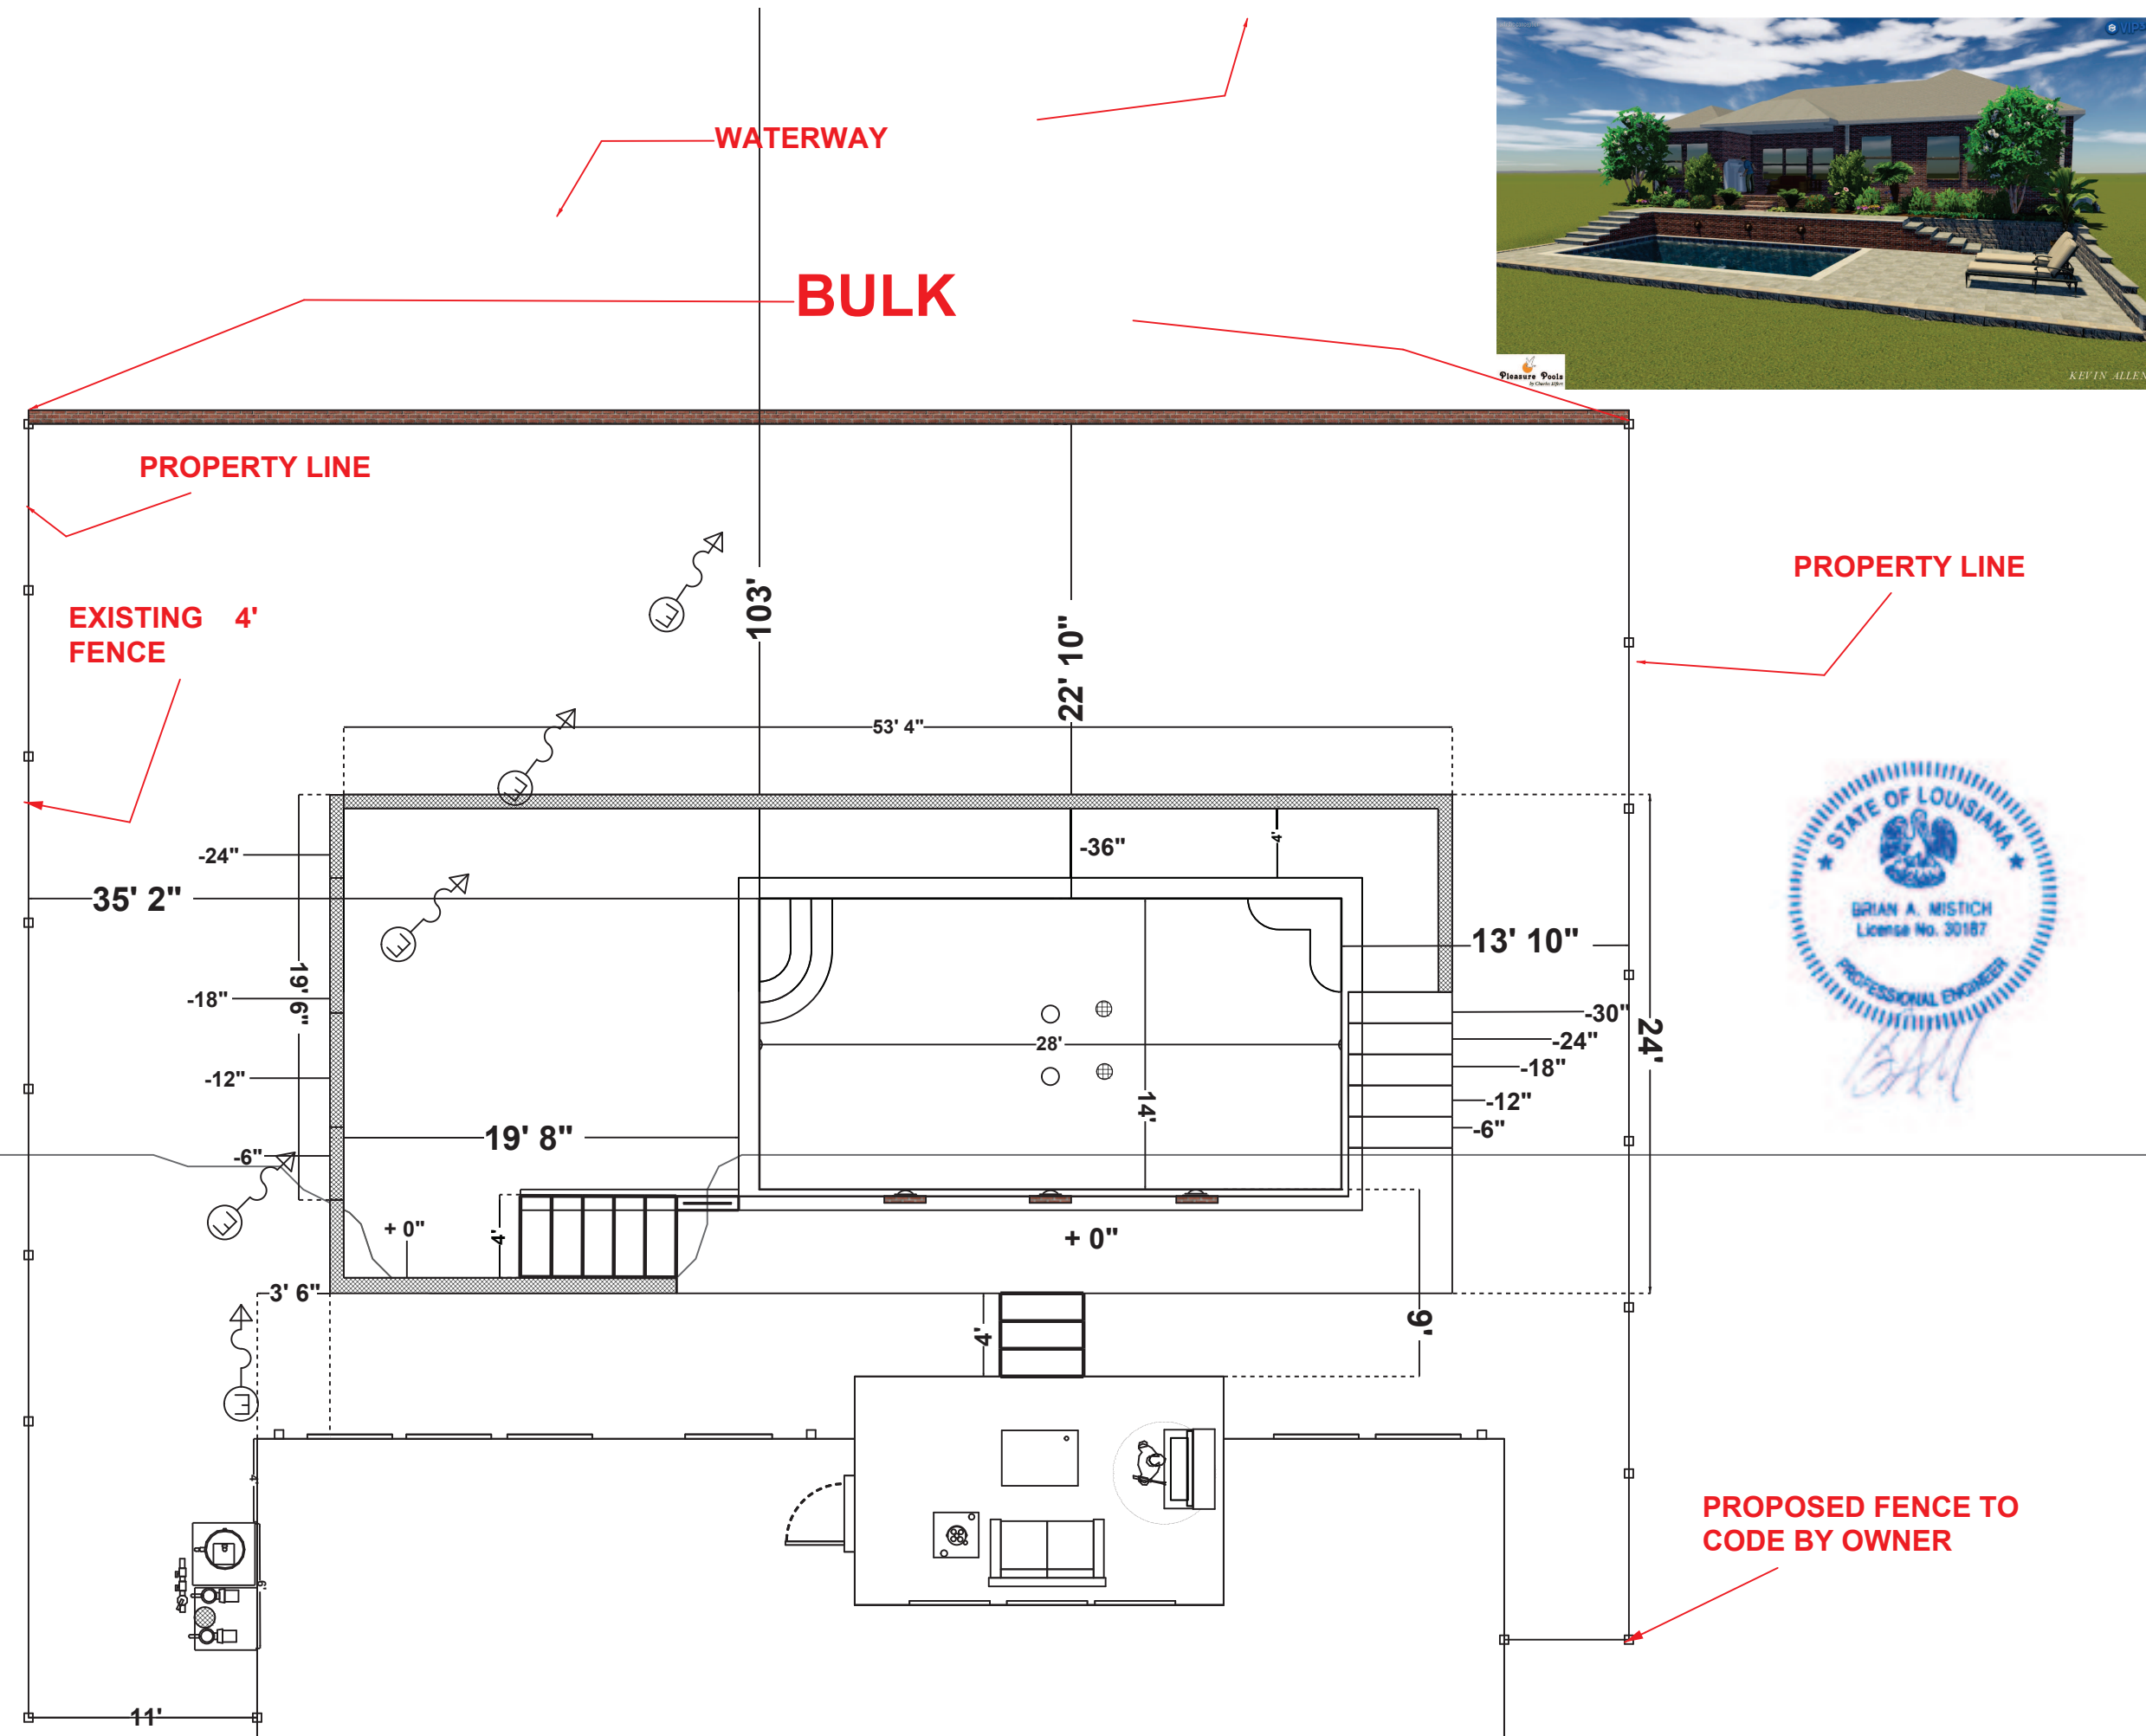 WATERWAY
BULK
Pleasure Pools
KEVIN ALLEN
PROPERTY LINE
PROPERTY LINE
EXISTING 4'
FENCE
103'
22' 10"
53' 4"
-24"
35' 2"
19' 6"
-18"
-12"
-6"
-36"
4'
13' 10"
-30"
-24"
-18"
-12"
-6"
24'
28'
14'
19' 8"
+ 0"
4'
+ 0"
3' 6"
4'
9'
E
E
E
E
E
STATE OF LOUISIANA
BRIAN A. MISTICH
License No. 30187
PROFESSIONAL ENGINEER
PROPOSED FENCE TO
CODE BY OWNER
11'